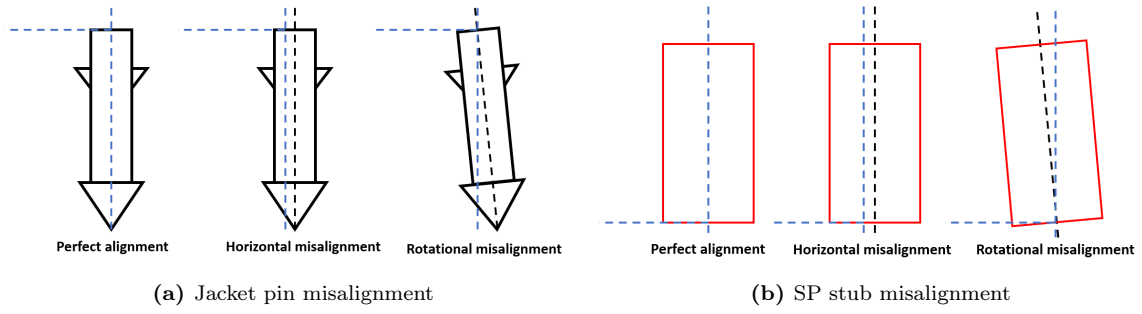 Perfect alignment
Horizontal misalignment
Rotational misalignment
Perfect alignment
Horizontal misalignment
Rotational misalignment
(a) Jacket pin misalignment
(b) SP stub misalignment